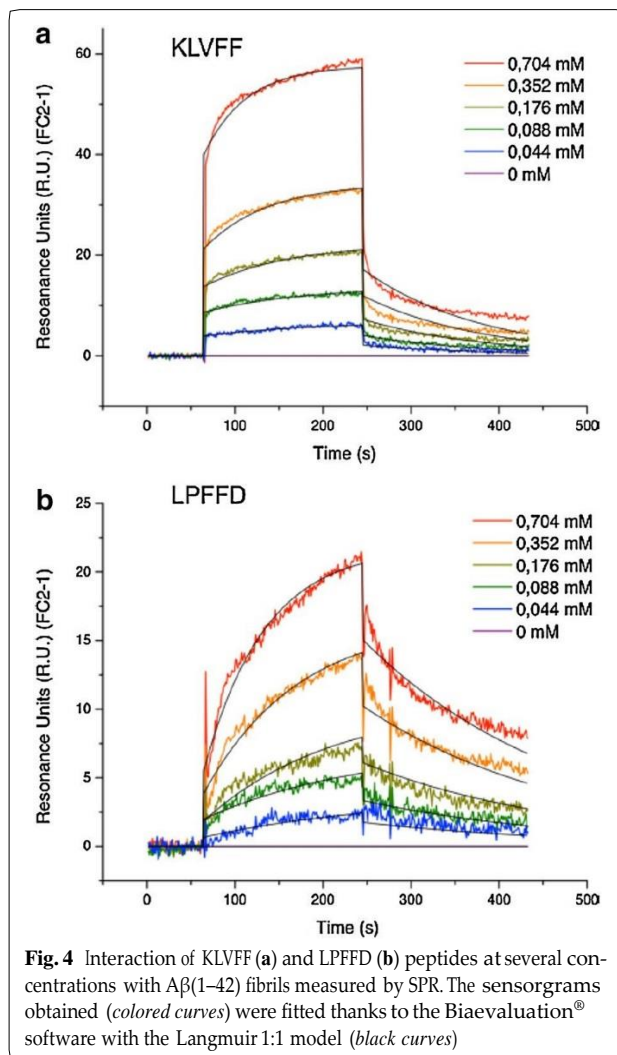 a
KLVFF
Resoanance Units (R.U.) (FC2-1)
60
40
20
0
0,704 mM
0,352 mM
0,176 mM
0,088 mM
0,044 mM
0 mM
0 100 200 300 400 500
Time (s)
b
LPFFD
Resonance Units (R.U.) (FC2-1)
25
20
15
10
5
0
0,704 mM
0,352 mM
0,176 mM
0,088 mM
0,044 mM
0 mM
0 100 200 300 400 500
Time (s)
Fig. 4 Interaction of KLVFF (a) and LPFFD (b) peptides at several con-
centrations with Aβ(1–42) fibrils measured by SPR. The sensorgrams
obtained (colored curves) were fitted thanks to the Biaevaluation®
software with the Langmuir 1:1 model (black curves)